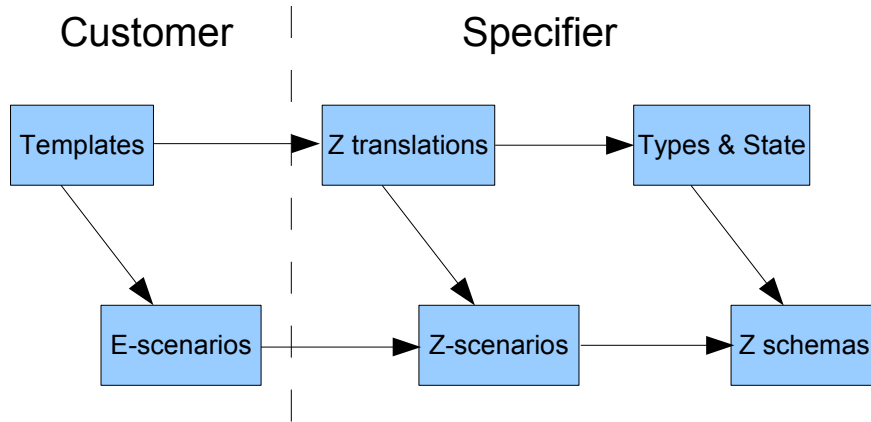 Customer
Specifier
Templates
Z translations
Types & State
E-scenarios
Z-scenarios
Z schemas